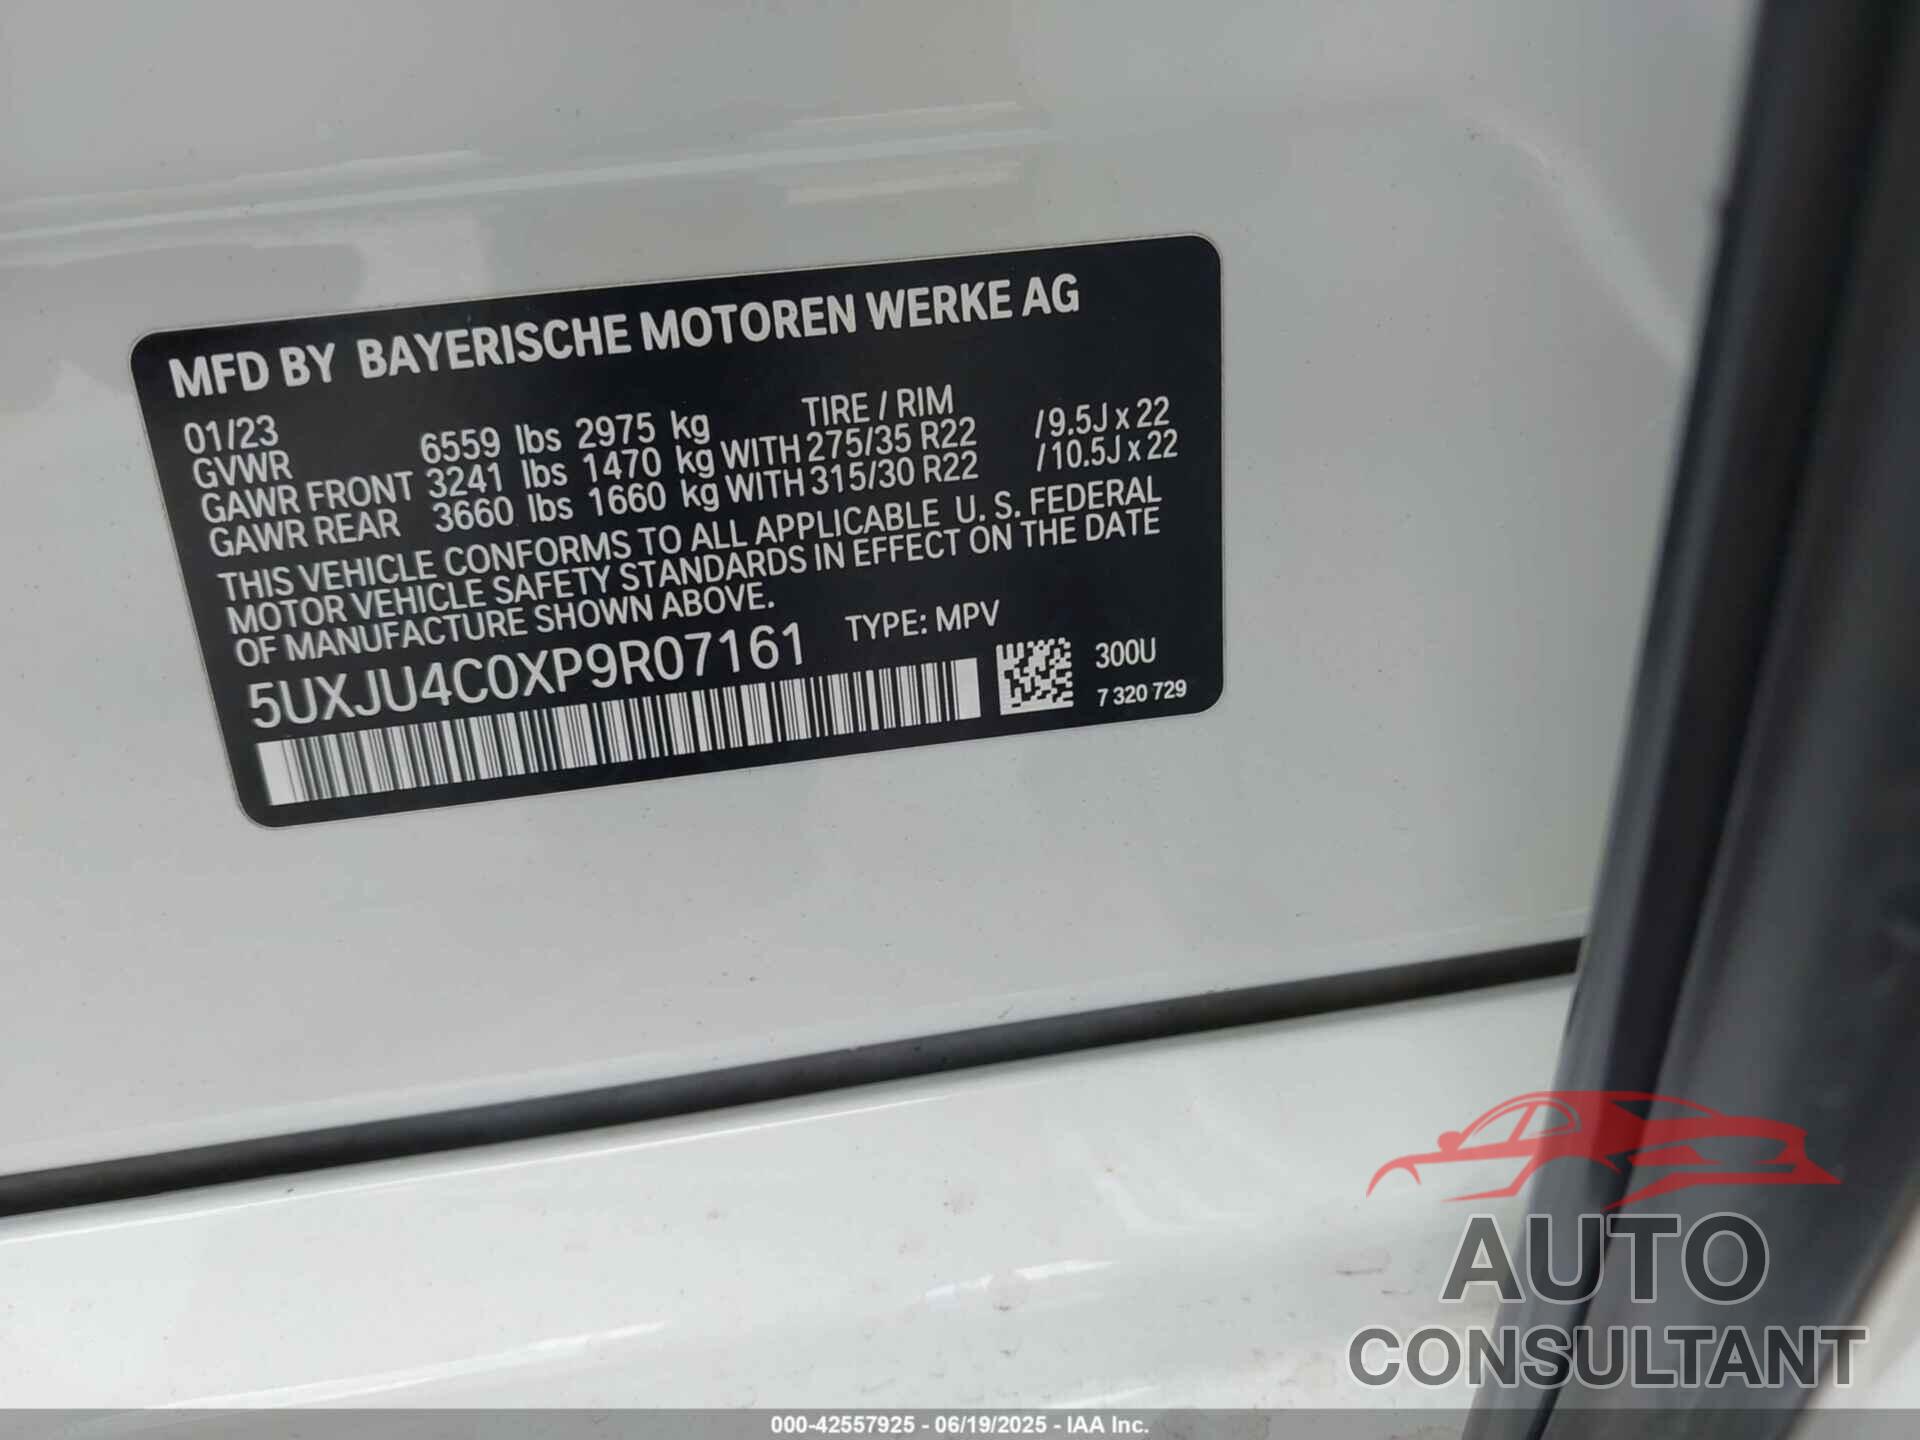 MFD BY BAYERISCHE MOTOREN WERKE AG
01/23 TIRE / RIM
GVWR 6559 lbs 2975 kg
GAWR FRONT 3241 lbs 1470 kg WITH 275/35 R22 /9.5J x 22
GAWR REAR 3660 lbs 1660 kg WITH 315/30 R22 /10.5J x 22
THIS VEHICLE CONFORMS TO ALL APPLICABLE U. S. FEDERAL
MOTOR VEHICLE SAFETY STANDARDS IN EFFECT ON THE DATE
OF MANUFACTURE SHOWN ABOVE.
5UXJU4C0XP9R07161 TYPE: MPV
300U
7 320 729
AUTO
CONSULTANT
000-42557925 - 06/19/2025 - IAA Inc.